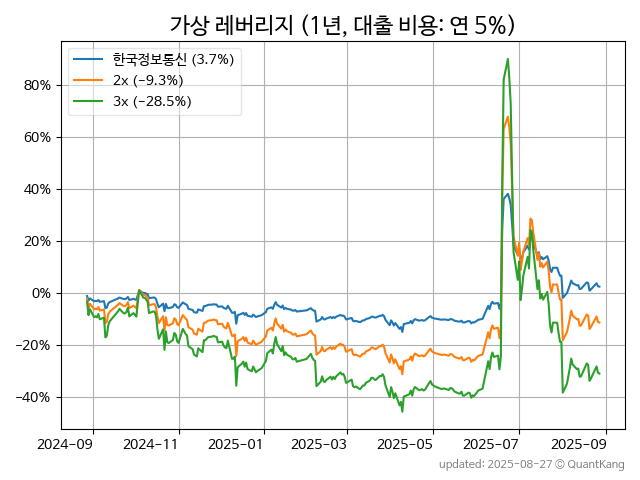 가상 레버리지 (1년, 대출 비용: 연 5%)
한국정보통신 (3.7%)
2x (−9.3%)
3x (−28.5%)
80%
60%
40%
20%
0%
−20%
−40%
2024-09 2024-11 2025-01 2025-03 2025-05 2025-07 2025-09
updated: 2025-08-27 © QuantKang